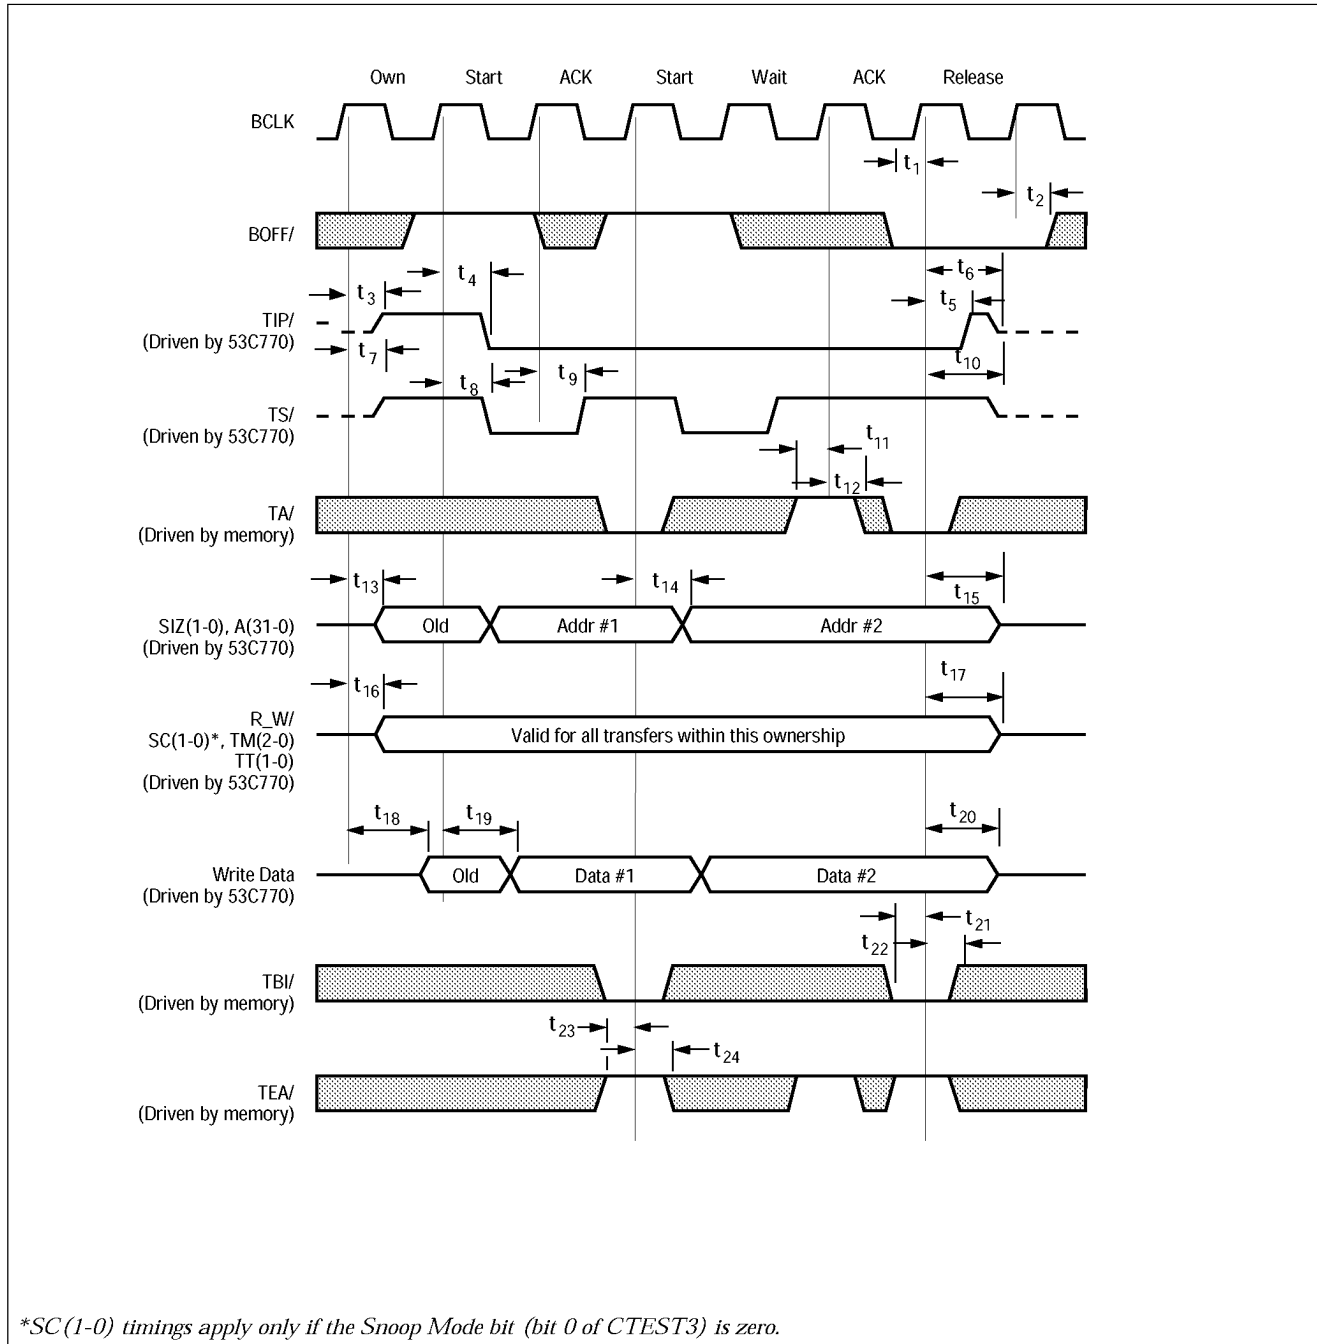 Own Start ACK Start Wait ACK Release
BCLK
t1
t2
BOFF/
t6
t4
t5
t3
TIP/
(Driven by 53C770)
t7
t10
t8
t9
TS/
(Driven by 53C770)
t11
t12
TA/
(Driven by memory)
t13
t14
t15
SIZ(1-0), A(31-0)
(Driven by 53C770)
Old
Addr #1
Addr #2
t16
t17
R_W/
SC(1-0)*, TM(2-0)
TT(1-0)
(Driven by 53C770)
Valid for all transfers within this ownership
t18
t19
t20
Write Data
(Driven by 53C770)
Old
Data #1
Data #2
t21
t22
TBI/
(Driven by memory)
t23
t24
TEA/
(Driven by memory)
*SC(1-0) timings apply only if the Snoop Mode bit (bit 0 of CTEST3) is zero.